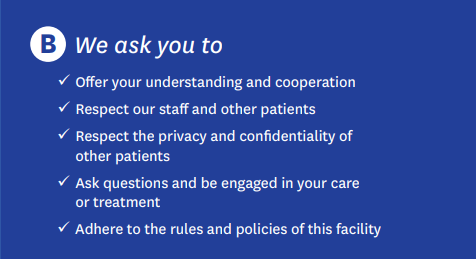 B We ask you to
✓ Offer your understanding and cooperation
✓ Respect our staff and other patients
✓ Respect the privacy and confidentiality of
other patients
✓ Ask questions and be engaged in your care
or treatment
✓ Adhere to the rules and policies of this facility